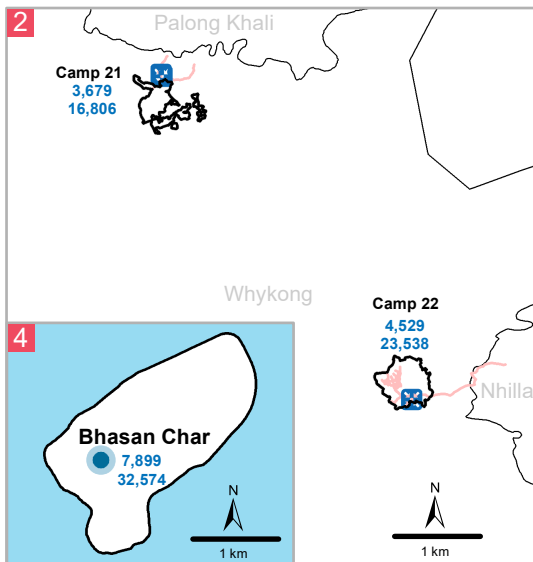 2
Palong Khali
Camp 21
3,679
16,806
Whykong
Camp 22
4,529
23,538
Nhilla
N
1 km
4
Bhasan Char
7,899
32,574
N
1 km